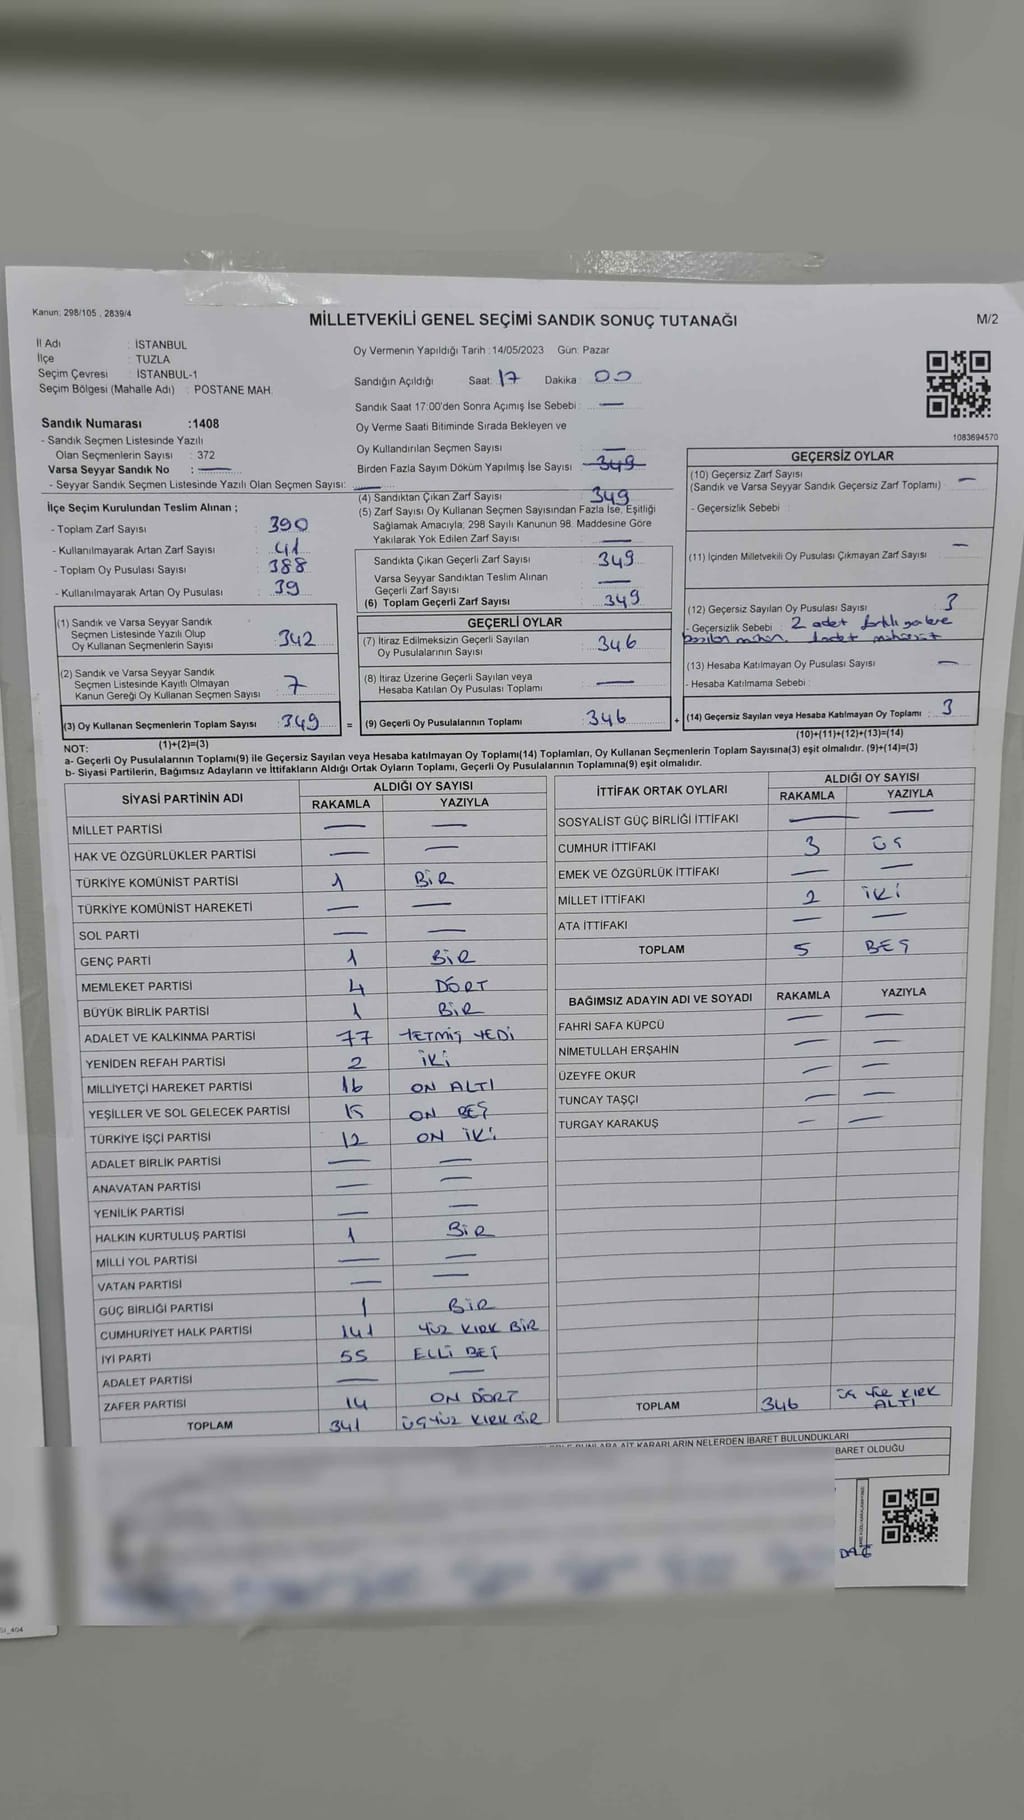 Kanun: 298/105 , 2839/4
MİLLETVEKİLİ GENEL SEÇİMİ SANDIK SONUÇ TUTANAĞI
M/2
İl Adı : İSTANBUL
İlçe : TUZLA
Seçim Çevresi : İSTANBUL-1
Seçim Bölgesi (Mahalle Adı) : POSTANE MAH.
Oy Vermenin Yapıldığı Tarih : 14/05/2023 Gün: Pazar
Sandığın Açıldığı Saat: 17 Dakika: 00
Sandık Saat 17:00'den Sonra Açımış İse Sebebi : —
Oy Verme Saati Bitiminde Sırada Bekleyen ve
Oy Kullandırılan Seçmen Sayısı : —
Birden Fazla Sayım Döküm Yapılmış İse Sayısı 349
1083694570
Sandık Numarası :1408
- Sandık Seçmen Listesinde Yazılı
Olan Seçmenlerin Sayısı : 372
Varsa Seyyar Sandık No : —
- Seyyar Sandık Seçmen Listesinde Yazılı Olan Seçmen Sayısı: —
İlçe Seçim Kurulundan Teslim Alınan ;
- Toplam Zarf Sayısı : 390
- Kullanılmayarak Artan Zarf Sayısı : 41
- Toplam Oy Pusulası Sayısı : 388
- Kullanılmayarak Artan Oy Pusulası : 39
(1) Sandık ve Varsa Seyyar Sandık
Seçmen Listesinde Yazılı Olup
Oy Kullanan Seçmenlerin Sayısı : 342
(2) Sandık ve Varsa Seyyar Sandık
Seçmen Listesinde Kayıtlı Olmayan
Kanun Gereği Oy Kullanan Seçmen Sayısı : 7
(3) Oy Kullanan Seçmenlerin Toplam Sayısı : 349
(1)+(2)=(3)
(4) Sandıktan Çıkan Zarf Sayısı : 349
(5) Zarf Sayısı Oy Kullanan Seçmen Sayısından Fazla İse, Eşitliği
Sağlamak Amacıyla; 298 Sayılı Kanunun 98. Maddesine Göre
Yakılarak Yok Edilen Zarf Sayısı : —
Sandıkta Çıkan Geçerli Zarf Sayısı : 349
Varsa Seyyar Sandıktan Teslim Alınan
Geçerli Zarf Sayısı : —
(6) Toplam Geçerli Zarf Sayısı : 349
GEÇERLİ OYLAR
(7) İtiraz Edilmeksizin Geçerli Sayılan
Oy Pusulalarının Sayısı : 346
(8) İtiraz Üzerine Geçerli Sayılan veya
Hesaba Katılan Oy Pusulası Toplamı : —
= (9) Geçerli Oy Pusulalarının Toplamı : 346 +
GEÇERSİZ OYLAR
(10) Geçersiz Zarf Sayısı
(Sandık ve Varsa Seyyar Sandık Geçersiz Zarf Toplamı) : —
- Geçersizlik Sebebi :
(11) İçinden Milletvekili Oy Pusulası Çıkmayan Zarf Sayısı : —
(12) Geçersiz Sayılan Oy Pusulası Sayısı : 3
- Geçersizlik Sebebi : 2 adet farklı yerlere
basılan mühür. 1 adet
(13) Hesaba Katılmayan Oy Pusulası Sayısı : —
- Hesaba Katılmama Sebebi :
(14) Geçersiz Sayılan veya Hesaba Katılmayan Oy Toplamı : 3
(10)+(11)+(12)+(13)=(14)
NOT:
a- Geçerli Oy Pusulalarının Toplamı(9) ile Geçersiz Sayılan veya Hesaba katılmayan Oy Toplamı(14) Toplamları, Oy Kullanan Seçmenlerin Toplam Sayısına(3) eşit olmalıdır. (9)+(14)=(3)
b- Siyasi Partilerin, Bağımsız Adayların ve İttifakların Aldığı Ortak Oyların Toplamı, Geçerli Oy Pusulalarının Toplamına(9) eşit olmalıdır.
SİYASİ PARTİNİN ADI ALDIĞI OY SAYISI
RAKAMLA YAZIYLA
MİLLET PARTİSİ — —
HAK VE ÖZGÜRLÜKLER PARTİSİ — —
TÜRKİYE KOMÜNİST PARTİSİ 1 BİR
TÜRKİYE KOMÜNİST HAREKETİ — —
SOL PARTİ — —
GENÇ PARTİ 1 BİR
MEMLEKET PARTİSİ 4 DÖRT
BÜYÜK BİRLİK PARTİSİ 1 BİR
ADALET VE KALKINMA PARTİSİ 77 YETMİŞ YEDİ
YENİDEN REFAH PARTİSİ 2 İKİ
MİLLİYETÇİ HAREKET PARTİSİ 16 ON ALTI
YEŞİLLER VE SOL GELECEK PARTİSİ 15 ON BEŞ
TÜRKİYE İŞÇİ PARTİSİ 12 ON İKİ
ADALET BİRLİK PARTİSİ — —
ANAVATAN PARTİSİ — —
YENİLİK PARTİSİ — —
HALKIN KURTULUŞ PARTİSİ 1 BİR
MİLLİ YOL PARTİSİ — —
VATAN PARTİSİ — —
GÜÇ BİRLİĞİ PARTİSİ 1 BİR
CUMHURİYET HALK PARTİSİ 141 YÜZ KIRK BİR
İYİ PARTİ 55 ELLİ BEŞ
ADALET PARTİSİ — —
ZAFER PARTİSİ 14 ON DÖRT
TOPLAM 341 ÜÇYÜZ KIRK BİR
İTTİFAK ORTAK OYLARI ALDIĞI OY SAYISI
RAKAMLA YAZIYLA
SOSYALİST GÜÇ BİRLİĞİ İTTİFAKI — —
CUMHUR İTTİFAKI 3 ÜÇ
EMEK VE ÖZGÜRLÜK İTTİFAKI — —
MİLLET İTTİFAKI 2 İKİ
ATA İTTİFAKI — —
TOPLAM 5 BEŞ
BAĞIMSIZ ADAYIN ADI VE SOYADI RAKAMLA YAZIYLA
FAHRİ SAFA KÜPCÜ — —
NİMETULLAH ERŞAHİN — —
ÜZEYFE OKUR — —
TUNCAY TAŞÇI — —
TURGAY KARAKUŞ — —
TOPLAM 346 ÜÇ YÜZ KIRK
ALTI
BUNLARA AİT KARARLARIN NELERDEN İBARET BULUNDUKLARI
BARET OLDUĞU
DAĞ
SI_404